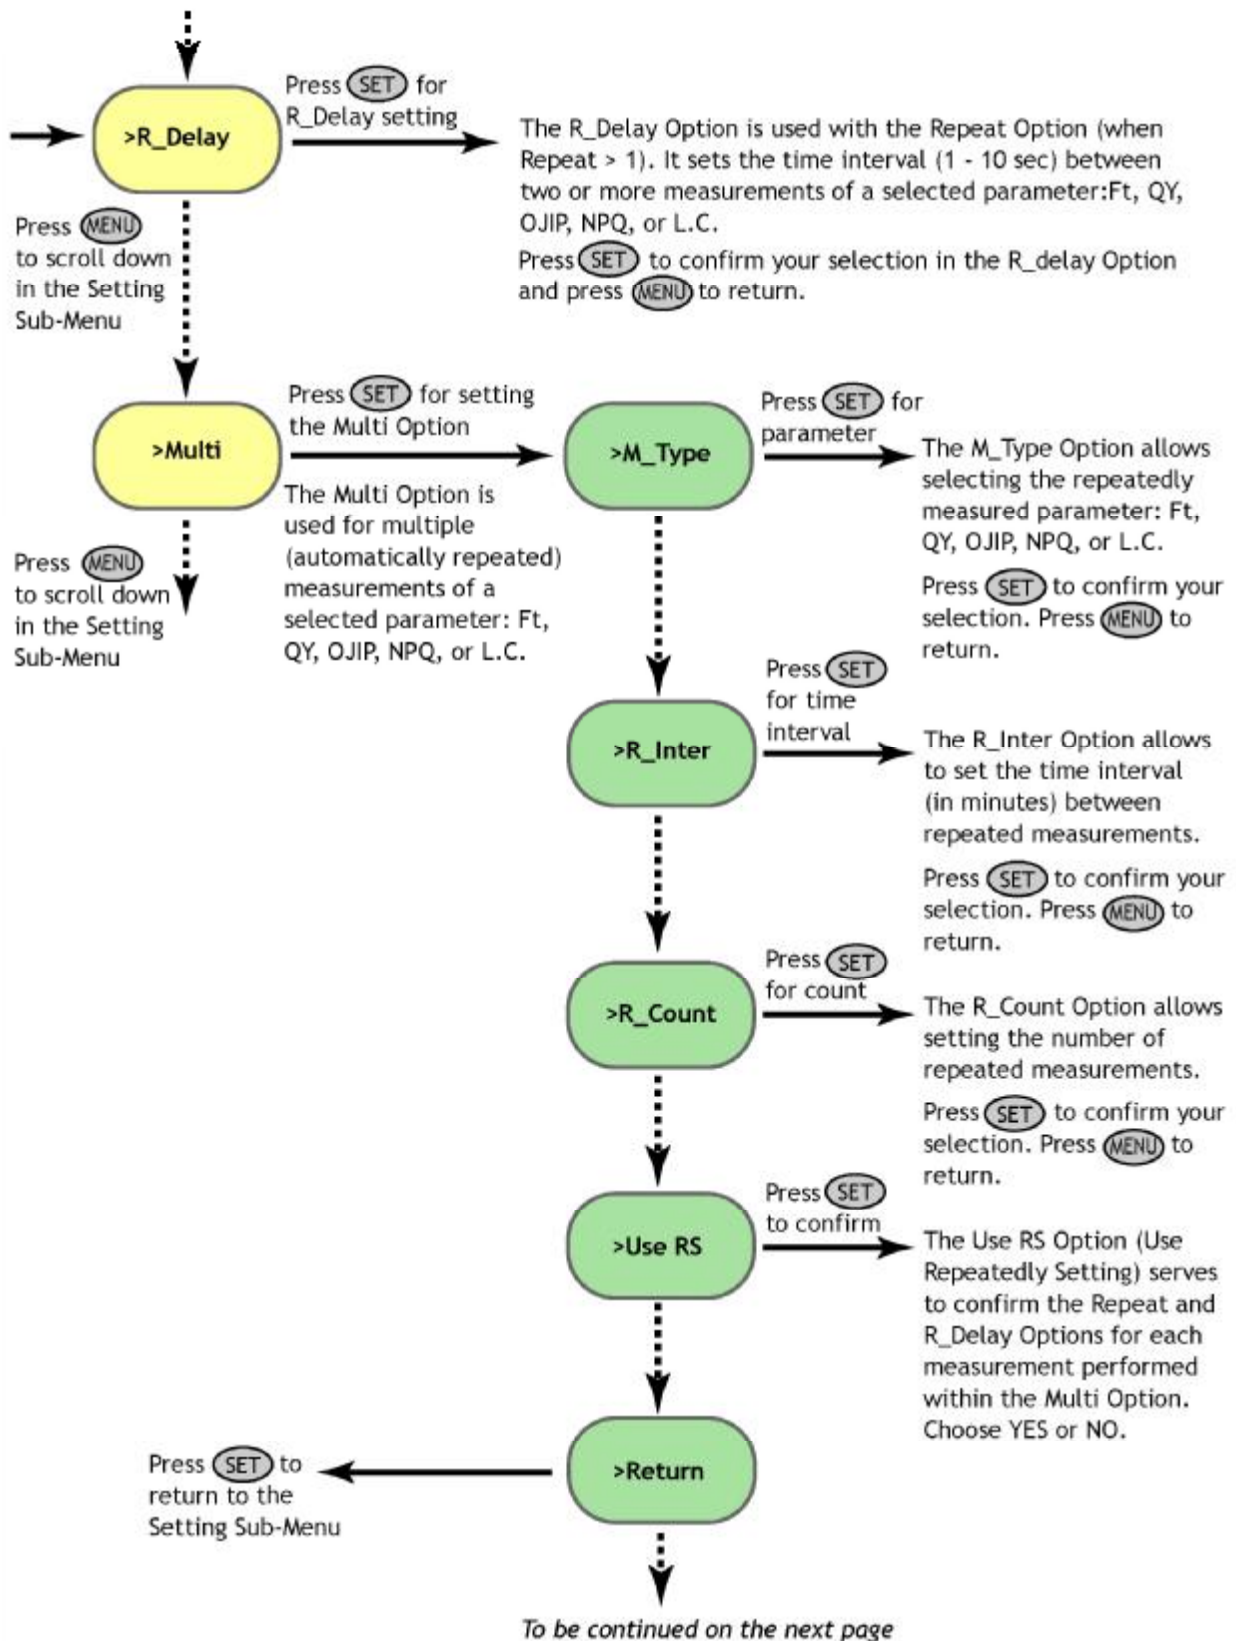 >R_Delay
Press SET for
R_Delay setting
The R_Delay Option is used with the Repeat Option (when
Repeat > 1). It sets the time interval (1 - 10 sec) between
two or more measurements of a selected parameter:Ft, QY,
OJIP, NPQ, or L.C.
Press SET to confirm your selection in the R_delay Option
and press MENU to return.
Press MENU
to scroll down
in the Setting
Sub-Menu
>Multi
Press SET for setting
the Multi Option
The Multi Option is
used for multiple
(automatically repeated)
measurements of a
selected parameter: Ft,
QY, OJIP, NPQ, or L.C.
Press MENU
to scroll down
in the Setting
Sub-Menu
>M_Type
Press SET for
parameter
The M_Type Option allows
selecting the repeatedly
measured parameter: Ft,
QY, OJIP, NPQ, or L.C.
Press SET to confirm your
selection. Press MENU to
return.
>R_Inter
Press SET
for time
interval
The R_Inter Option allows
to set the time interval
(in minutes) between
repeated measurements.
Press SET to confirm your
selection. Press MENU to
return.
>R_Count
Press SET
for count
The R_Count Option allows
setting the number of
repeated measurements.
Press SET to confirm your
selection. Press MENU to
return.
>Use RS
Press SET
to confirm
The Use RS Option (Use
Repeatedly Setting) serves
to confirm the Repeat and
R_Delay Options for each
measurement performed
within the Multi Option.
Choose YES or NO.
>Return
Press SET to
return to the
Setting Sub-Menu
To be continued on the next page